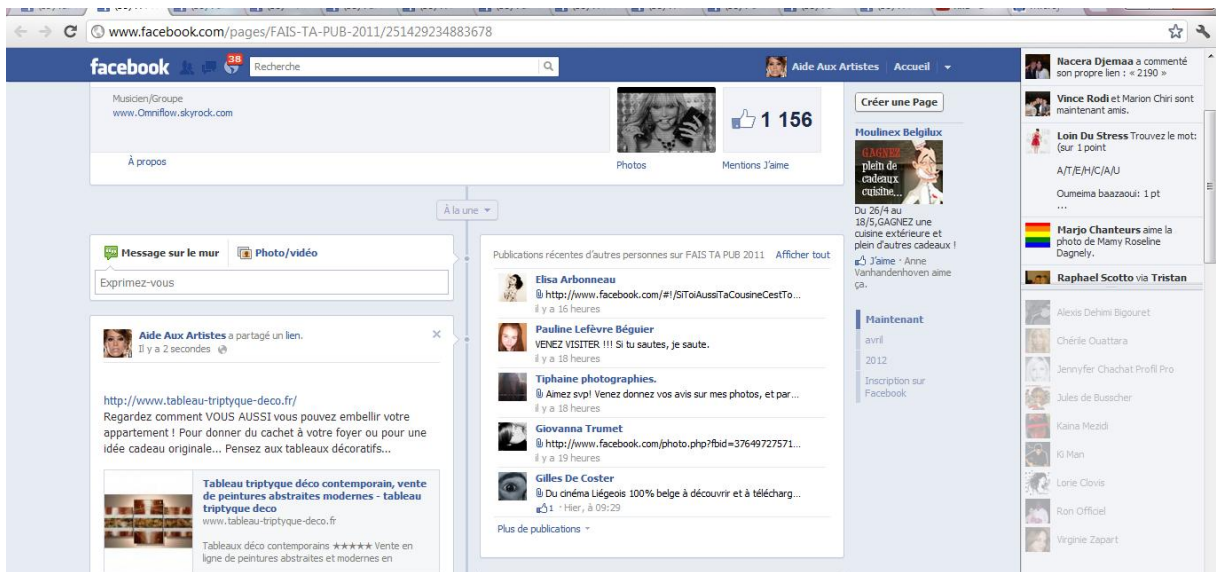 www.facebook.com/pages/FAIS-TA-PUB-2011/251429234883678
facebook
38
Recherche
Aide Aux Artistes
Accueil
Musicien/Groupe
www.Omniflow.skyrock.com
À propos
Photos
1 156
Mentions J'aime
À la une
Message sur le mur
Photo/vidéo
Exprimez-vous
Aide Aux Artistes a partagé un lien.
Il y a 2 secondes
http://www.tableau-triptyque-deco.fr/
Regardez comment VOUS AUSSI vous pouvez embellir votre
appartement ! Pour donner du cachet à votre foyer ou pour une
idée cadeau originale... Pensez aux tableaux décoratifs...
Tableau triptyque déco contemporain, vente
de peintures abstraites modernes - tableau
triptyque deco
www.tableau-triptyque-deco.fr
Tableaux déco contemporains ★★★★★ Vente en
ligne de peintures abstraites et modernes en
Publications récentes d'autres personnes sur FAIS TA PUB 2011
Afficher tout
Elisa Arbonneau
http://www.facebook.com/#!/SiToiAussiTaCousineCestTo...
il y a 16 heures
Pauline Lefèvre Béguier
VENEZ VISITER !!! Si tu sautes, je saute.
il y a 18 heures
Tiphaine photographies.
Aimez svp! Venez donnez vos avis sur mes photos, et par...
il y a 18 heures
Giovanna Trumet
http://www.facebook.com/photo.php?fbid=37649727571...
il y a 19 heures
Gilles De Coster
Du cinéma Liégeois 100% belge à découvrir et à télécharg...
1 · Hier, à 09:29
Plus de publications
Créer une Page
Moulinex Belgilux
GAGNEZ
plein de
cadeaux
cuisine...
Du 26/4 au
18/5,GAGNEZ une
cuisine extérieure et
plein d'autres cadeaux !
J'aime · Anne
Vanhandenhoven aime
ça.
Maintenant
avril
2012
Inscription sur
Facebook
Nacera Djemaa a commenté
son propre lien : « 2190 »
Vince Rodi et Marion Chiri sont
maintenant amis.
Loin Du Stress Trouvez le mot:
(sur 1 point
A/T/E/H/C/A/U
Oumeima baazaoui: 1 pt
...
Marjo Chanteurs aime la
photo de Mamy Roseline
Dagnely.
Raphael Scotto via Tristan
Alexis Dehimi Bigouret
Chérlie Ouattara
Jennyfer Chachat Profil Pro
Jules de Busscher
Kaina Mezidi
Ki Man
Lorie Clovis
Ron Officiel
Virginie Zapart